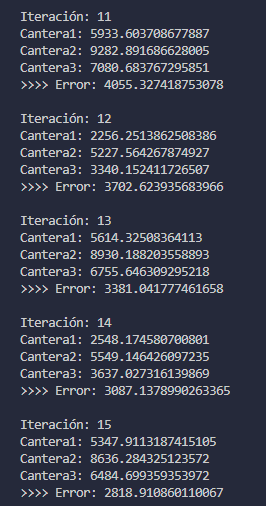 Iteración: 11
Cantera1: 5933.603708677887
Cantera2: 9282.891686628005
Cantera3: 7080.683767295851
>>>> Error: 4055.327418753078
Iteración: 12
Cantera1: 2256.2513862508386
Cantera2: 5227.564267874927
Cantera3: 3340.152411726507
>>>> Error: 3702.623935683966
Iteración: 13
Cantera1: 5614.32508364113
Cantera2: 8930.188203558893
Cantera3: 6755.646309295218
>>>> Error: 3381.041777461658
Iteración: 14
Cantera1: 2548.174580700801
Cantera2: 5549.146426097235
Cantera3: 3637.027316139869
>>>> Error: 3087.1378990263365
Iteración: 15
Cantera1: 5347.9113187415105
Cantera2: 8636.284325123572
Cantera3: 6484.699359353972
>>>> Error: 2818.910860110067